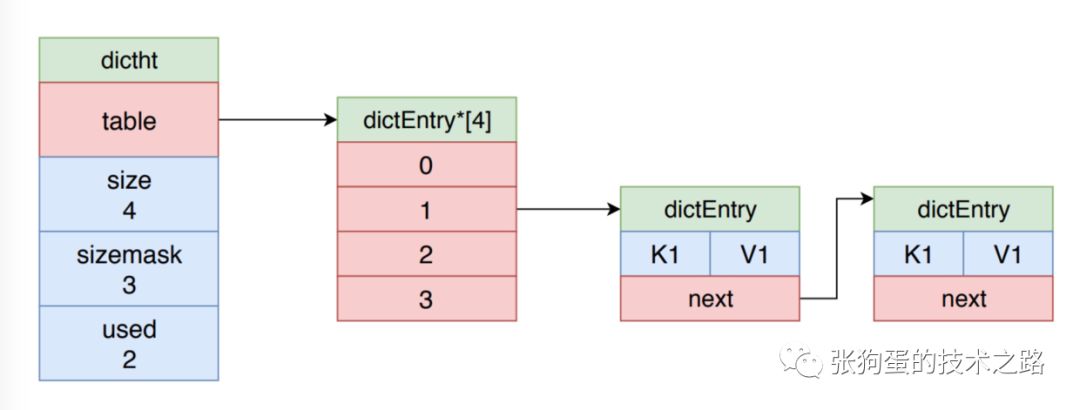 dictht
table
size
4
sizemask
3
used
2
dictEntry*[4]
0
1
2
3
dictEntry
K1 V1
next
dictEntry
K1 V1
next
张狗蛋的技术之路